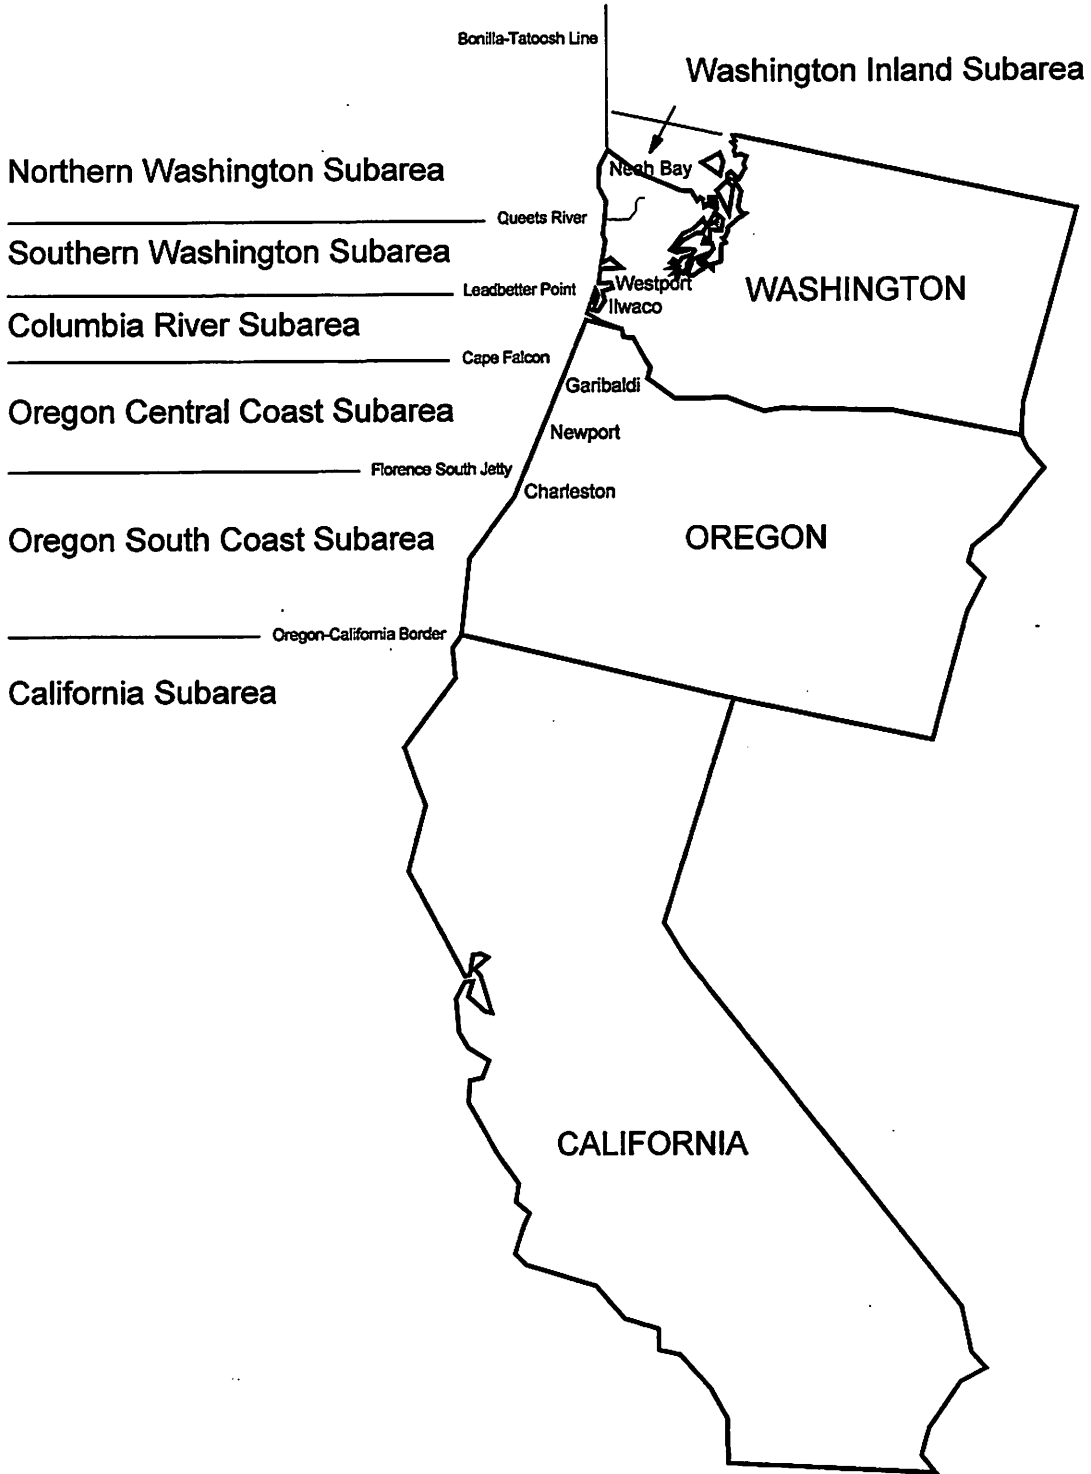 Bonilla-Tatoosh Line
Washington Inland Subarea
Northern Washington Subarea
Neah Bay
Queets River
Southern Washington Subarea
Leadbetter Point
Westport
WASHINGTON
Ilwaco
Columbia River Subarea
Cape Falcon
Garibaldi
Oregon Central Coast Subarea
Newport
Florence South Jetty
Charleston
Oregon South Coast Subarea
OREGON
Oregon-California Border
California Subarea
CALIFORNIA